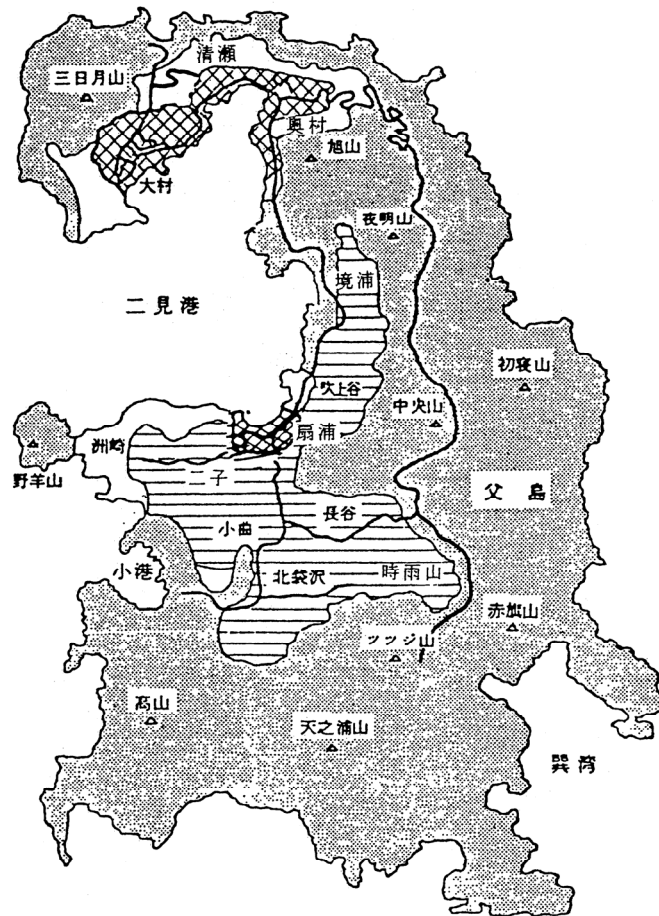 清瀬
三日月山
奥村
旭山
大村
夜明山
境浦
二見港
初寝山
吹上谷
中央山
扇浦
洲崎
野羊山
二子
父島
長谷
小曲
小港
北袋沢
時雨山
赤旗山
ツツジ山
高山
天之浦山
巽湾